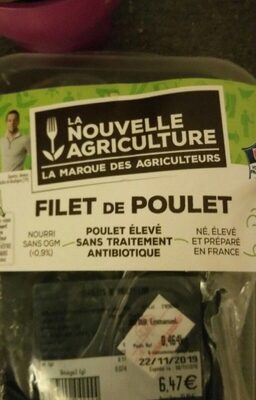 LA
NOUVELLE
AGRICULTURE
LA MARQUE DES AGRICULTEURS
FILET DE POULET
NOURRI
SANS OGM
(<0,9%)
POULET ÉLEVÉ
SANS TRAITEMENT
ANTIBIOTIQUE
NÉ, ÉLEVÉ
ET PRÉPARÉ
EN FRANCE
22/11/2019
6,47€